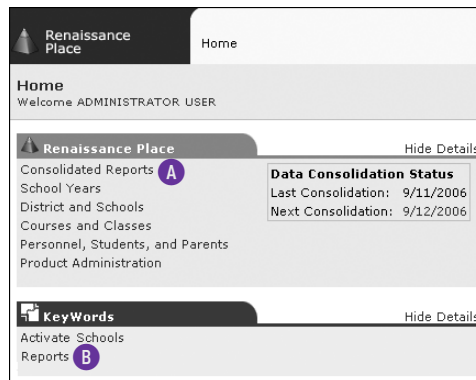 Renaissance
Place
Home
Home
Welcome ADMINISTRATOR USER
Renaissance Place
Hide Details
Consolidated Reports A
School Years
District and Schools
Courses and Classes
Personnel, Students, and Parents
Product Administration
Data Consolidation Status
Last Consolidation: 9/11/2006
Next Consolidation: 9/12/2006
KeyWords
Hide Details
Activate Schools
Reports B